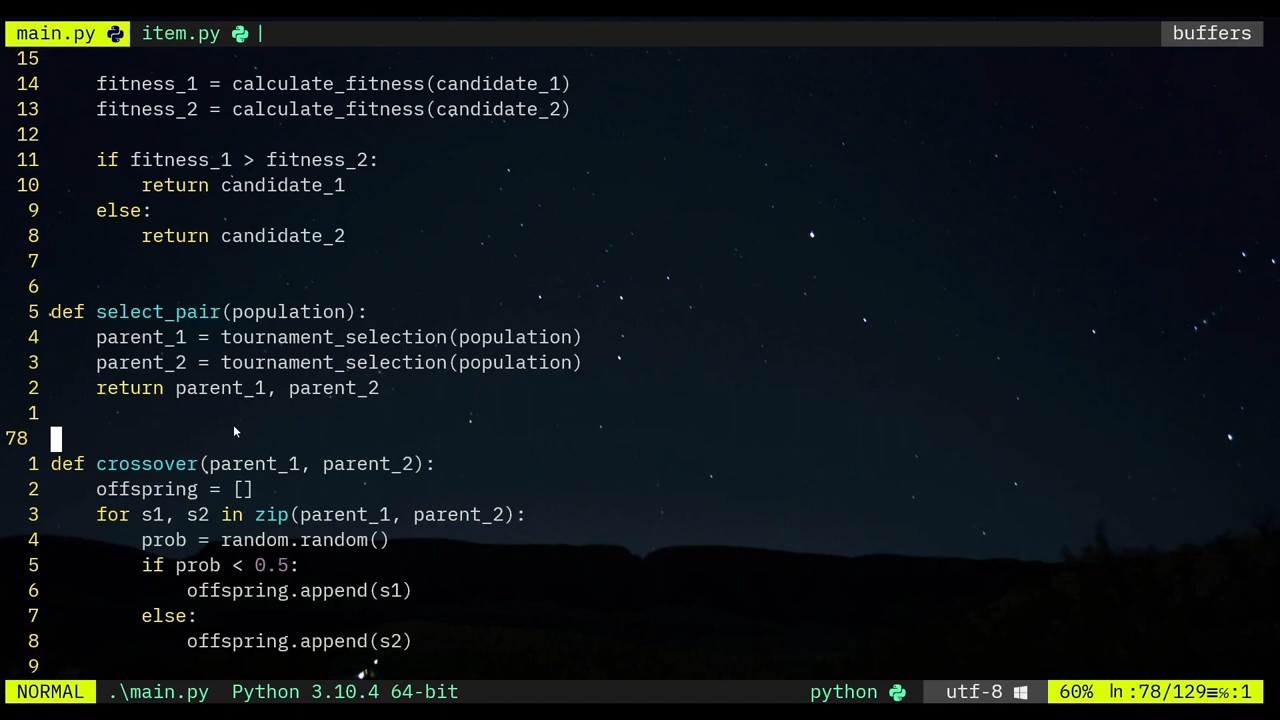 main.py item.py | buffers
15
14 fitness_1 = calculate_fitness(candidate_1)
13 fitness_2 = calculate_fitness(candidate_2)
12
11 if fitness_1 > fitness_2:
10 return candidate_1
9 else:
8 return candidate_2
7
6
5 def select_pair(population):
4 parent_1 = tournament_selection(population)
3 parent_2 = tournament_selection(population)
2 return parent_1, parent_2
1
78
1 def crossover(parent_1, parent_2):
2 offspring = []
3 for s1, s2 in zip(parent_1, parent_2):
4 prob = random.random()
5 if prob < 0.5:
6 offspring.append(s1)
7 else:
8 offspring.append(s2)
9
NORMAL .\main.py Python 3.10.4 64-bit python utf-8 60% ln:78/129≡℅:1